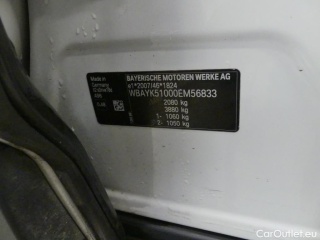 Made in
Germany
BAYERISCHE MOTOREN WERKE AG
e1*2007/46*1824
WBAYK51000EM56833
2080 kg
3880 kg
1- 1060 kg
2- 1050 kg
CarOutlet.eu